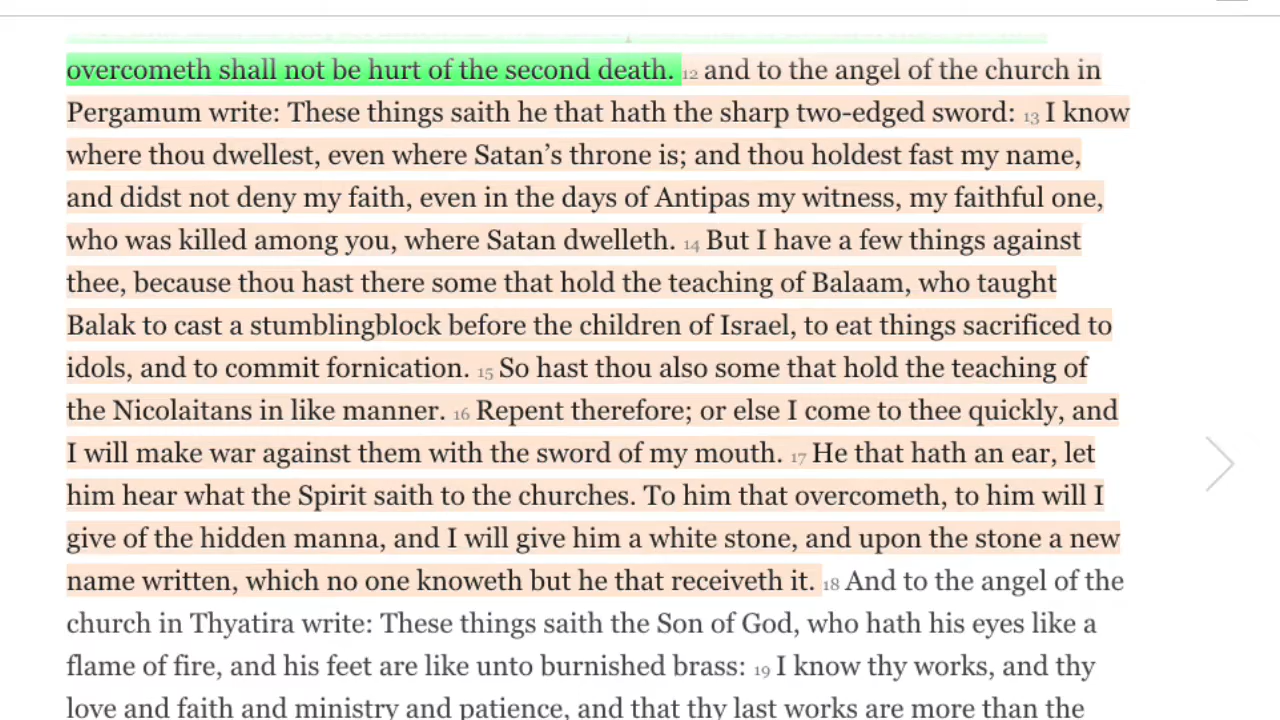 overcometh shall not be hurt of the second death. 12 and to the angel of the church in
Pergamum write: These things saith he that hath the sharp two-edged sword: 13 I know
where thou dwellest, even where Satan’s throne is; and thou holdest fast my name,
and didst not deny my faith, even in the days of Antipas my witness, my faithful one,
who was killed among you, where Satan dwelleth. 14 But I have a few things against
thee, because thou hast there some that hold the teaching of Balaam, who taught
Balak to cast a stumblingblock before the children of Israel, to eat things sacrificed to
idols, and to commit fornication. 15 So hast thou also some that hold the teaching of
the Nicolaitans in like manner. 16 Repent therefore; or else I come to thee quickly, and
I will make war against them with the sword of my mouth. 17 He that hath an ear, let
him hear what the Spirit saith to the churches. To him that overcometh, to him will I
give of the hidden manna, and I will give him a white stone, and upon the stone a new
name written, which no one knoweth but he that receiveth it. 18 And to the angel of the
church in Thyatira write: These things saith the Son of God, who hath his eyes like a
flame of fire, and his feet are like unto burnished brass: 19 I know thy works, and thy
love and faith and ministry and patience, and that thy last works are more than the